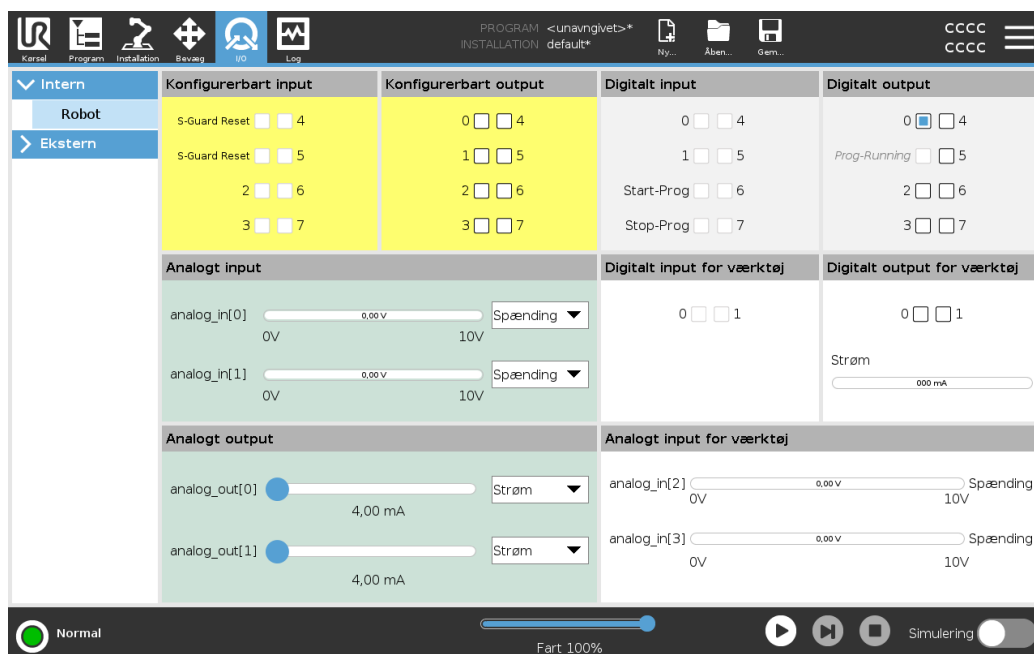 PROGRAM <unavngivet>*
INSTALLATION default*
CCCC
CCCC
Kørsel Program Installation Bevæg I/O Log Ny... Åben... Gem...
Intern
Robot
Ekstern
Konfigurerbart input
S-Guard Reset 4
S-Guard Reset 5
2 6
3 7
Konfigurerbart output
0 4
1 5
2 6
3 7
Digitalt input
0 4
1 5
Start-Prog 6
Stop-Prog 7
Digitalt output
0 4
Prog-Running 5
2 6
3 7
Analogt input
analog_in[0] 0,00 V Spænding
0V 10V
analog_in[1] 0,00 V Spænding
0V 10V
Digitalt input for værktøj
0 1
Digitalt output for værktøj
0 1
Strøm
000 mA
Analogt output
analog_out[0] Strøm
4,00 mA
analog_out[1] Strøm
4,00 mA
Analogt input for værktøj
analog_in[2] 0,00 V Spænding
0V 10V
analog_in[3] 0,00 V Spænding
0V 10V
Normal
Fart 100%
Simulering